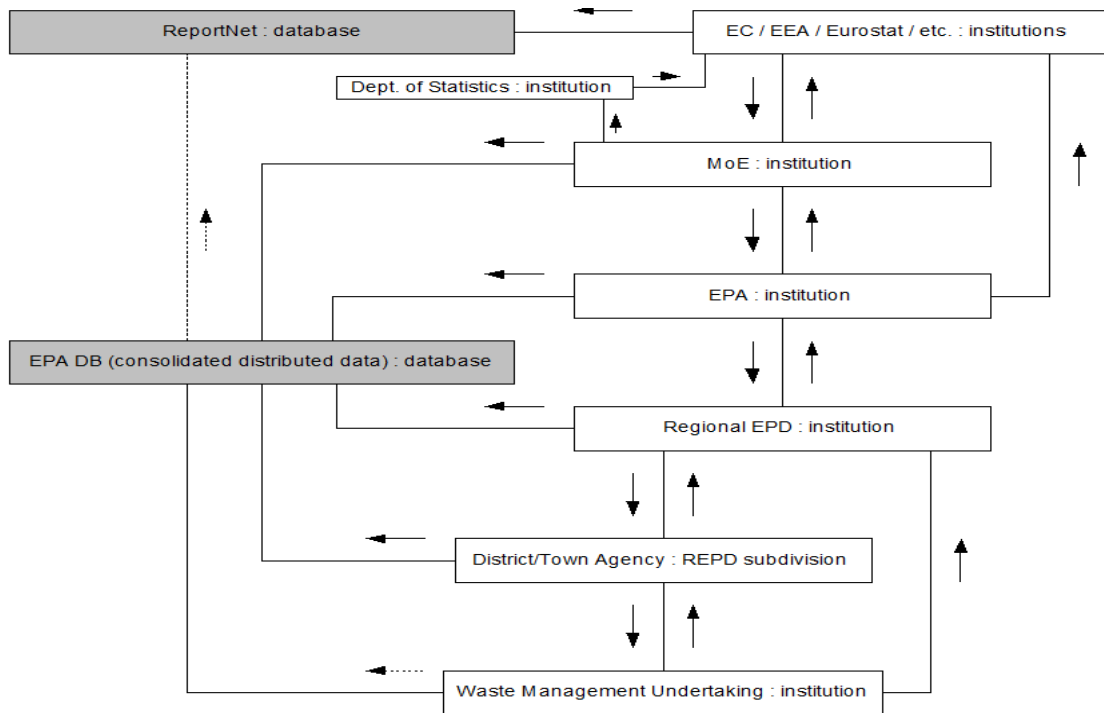 ReportNet : database
EC / EEA / Eurostat / etc. : institutions
Dept. of Statistics : institution
MoE : institution
EPA : institution
EPA DB (consolidated distributed data) : database
Regional EPD : institution
District/Town Agency : REPD subdivision
Waste Management Undertaking : institution